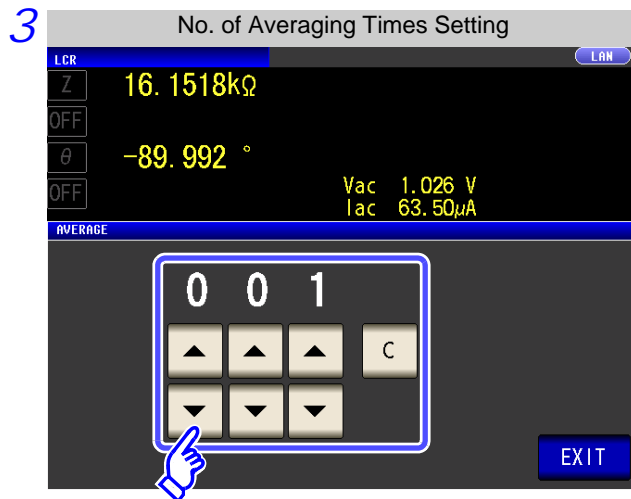 3
No. of Averaging Times Setting
LCR
LAN
Z
16.1518kΩ
OFF
θ
-89.992 °
OFF
Vac 1.026 V
Iac 63.50μA
AVERAGE
0 0 1
C
EXIT